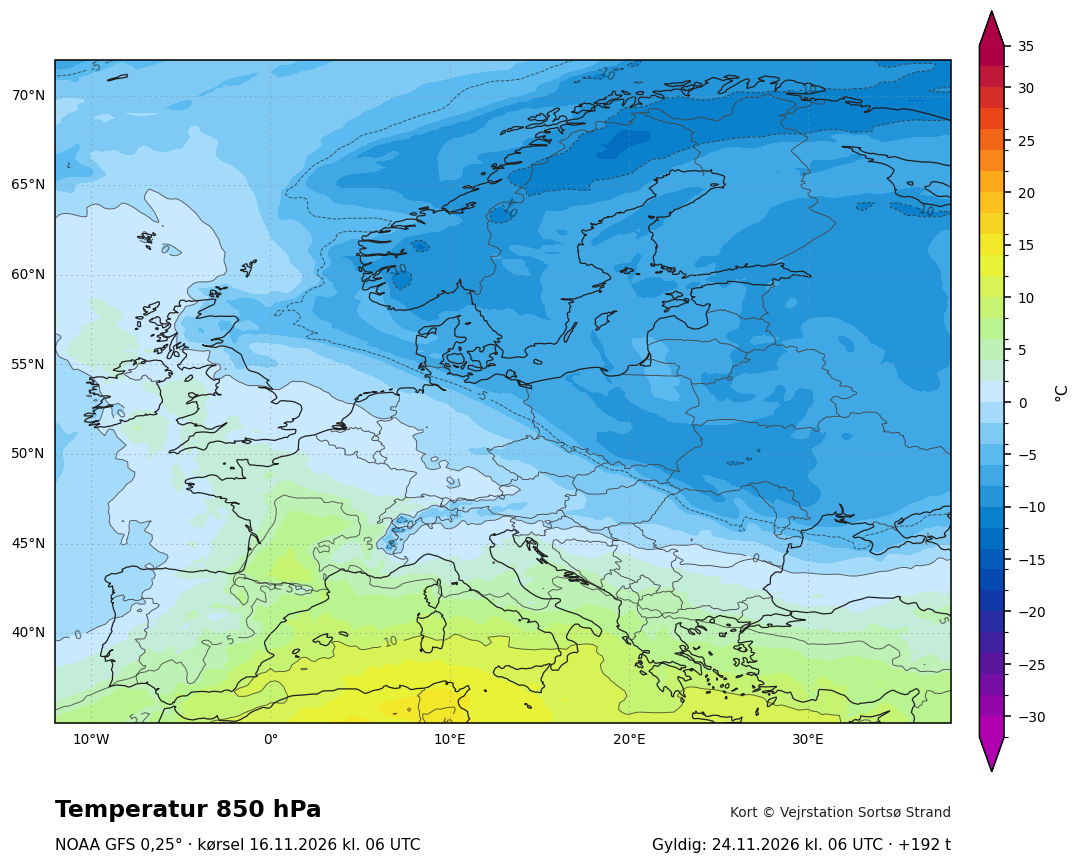 70°N
65°N
60°N
55°N
50°N
45°N
40°N
10°W
0°
10°E
20°E
30°E
35
30
25
20
15
10
5
0
−5
−10
−15
−20
−25
−30
°C
Temperatur 850 hPa
Kort © Vejrstation Sortsø Strand
NOAA GFS 0,25° · kørsel 16.11.2026 kl. 06 UTC
Gyldig: 24.11.2026 kl. 06 UTC · +192 t